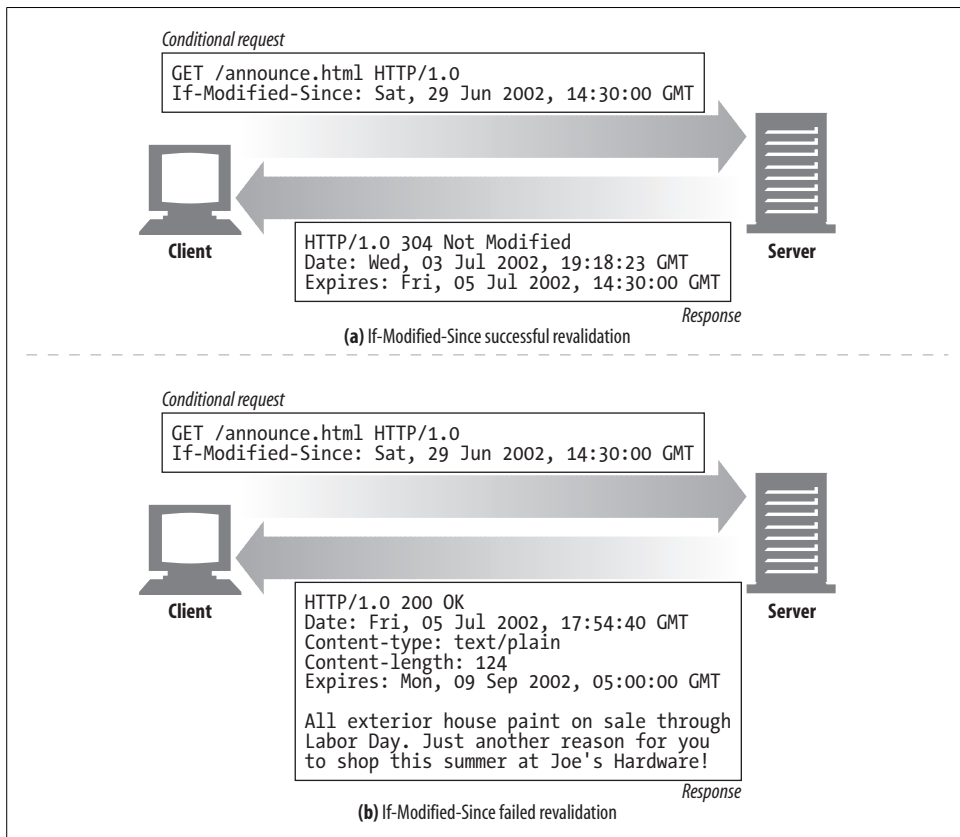 Conditional request
GET /announce.html HTTP/1.0
If-Modified-Since: Sat, 29 Jun 2002, 14:30:00 GMT
Client
Server
HTTP/1.0 304 Not Modified
Date: Wed, 03 Jul 2002, 19:18:23 GMT
Expires: Fri, 05 Jul 2002, 14:30:00 GMT
Response
(a) If-Modified-Since successful revalidation
Conditional request
GET /announce.html HTTP/1.0
If-Modified-Since: Sat, 29 Jun 2002, 14:30:00 GMT
Client
Server
HTTP/1.0 200 OK
Date: Fri, 05 Jul 2002, 17:54:40 GMT
Content-type: text/plain
Content-length: 124
Expires: Mon, 09 Sep 2002, 05:00:00 GMT
All exterior house paint on sale through
Labor Day. Just another reason for you
to shop this summer at Joe's Hardware!
Response
(b) If-Modified-Since failed revalidation